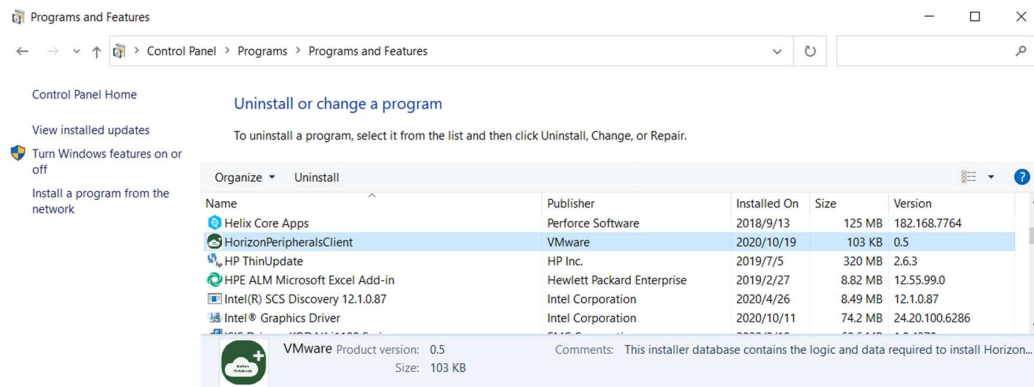 Programs and Features
Control Panel > Programs > Programs and Features
Control Panel Home
View installed updates
Turn Windows features on or
off
Install a program from the
network
Uninstall or change a program
To uninstall a program, select it from the list and then click Uninstall, Change, or Repair.
Organize Uninstall
Name Publisher Installed On Size Version
Helix Core Apps Perforce Software 2018/9/13 125 MB 182.168.7764
HorizonPeripheralsClient VMware 2020/10/19 103 KB 0.5
HP ThinUpdate HP Inc. 2019/7/5 320 MB 2.6.3
HPE ALM Microsoft Excel Add-in Hewlett Packard Enterprise 2019/2/27 8.82 MB 12.55.99.0
Intel(R) SCS Discovery 12.1.0.87 Intel Corporation 2020/4/26 8.49 MB 12.1.0.87
Intel® Graphics Driver Intel Corporation 2020/10/11 74.2 MB 24.20.100.6286
VMware Product version: 0.5 Comments: This installer database contains the logic and data required to install Horizon...
Size: 103 KB